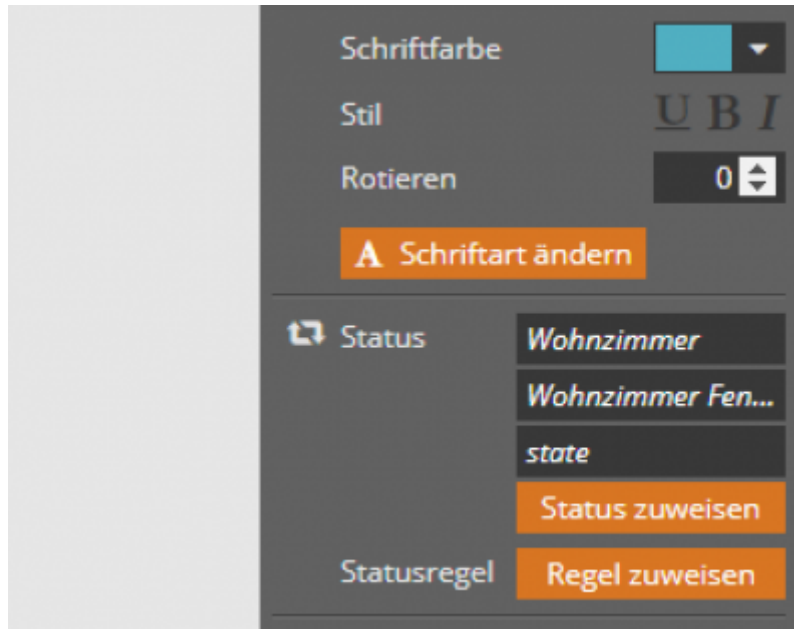 Schriftfarbe
Stil U B I
Rotieren 0
A Schriftart ändern
Status Wohnzimmer
Wohnzimmer Fen...
state
Status zuweisen
Statusregel Regel zuweisen